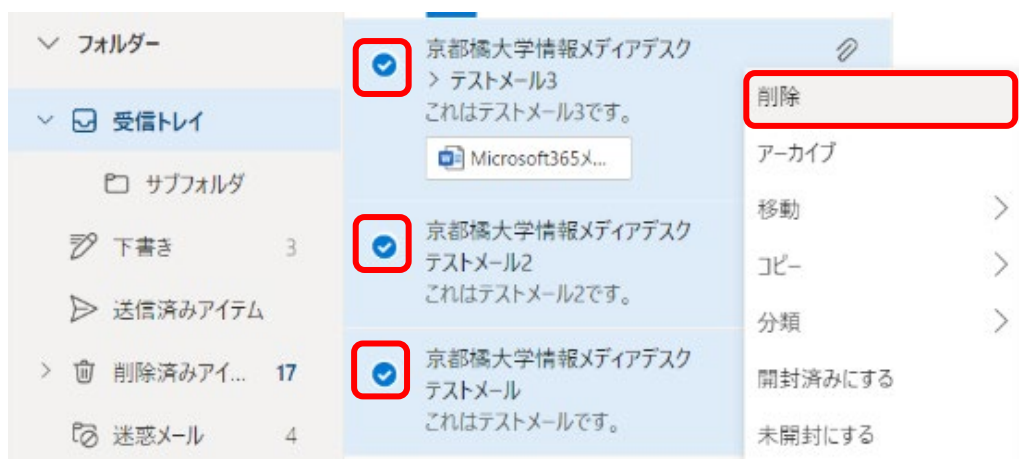 フォルダー
受信トレイ
サブフォルダ
下書き 3
送信済みアイテム
削除済みアイ... 17
迷惑メール 4
京都橘大学情報メディアデスク
> テストメール3
これはテストメール3です。
Microsoft365メ...
京都橘大学情報メディアデスク
テストメール2
これはテストメール2です。
京都橘大学情報メディアデスク
テストメール
これはテストメールです。
削除
アーカイブ
移動
コピー
分類
開封済みにする
未開封にする